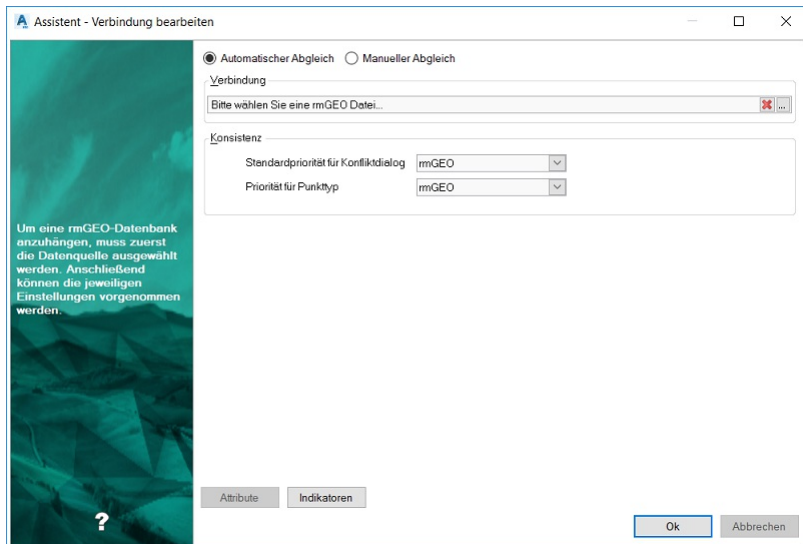 Assistent - Verbindung bearbeiten
Automatischer Abgleich Manueller Abgleich
Verbindung
Bitte wählen Sie eine rmGEO Datei...
...
Konsistenz
Standardpriorität für Konfliktdialog rmGEO
Priorität für Punkttyp rmGEO
Um eine rmGEO-Datenbank
anzuhängen, muss zuerst
die Datenquelle ausgewählt
werden. Anschließend
können die jeweiligen
Einstellungen vorgenommen
werden.
Attribute Indikatoren
?
Ok Abbrechen